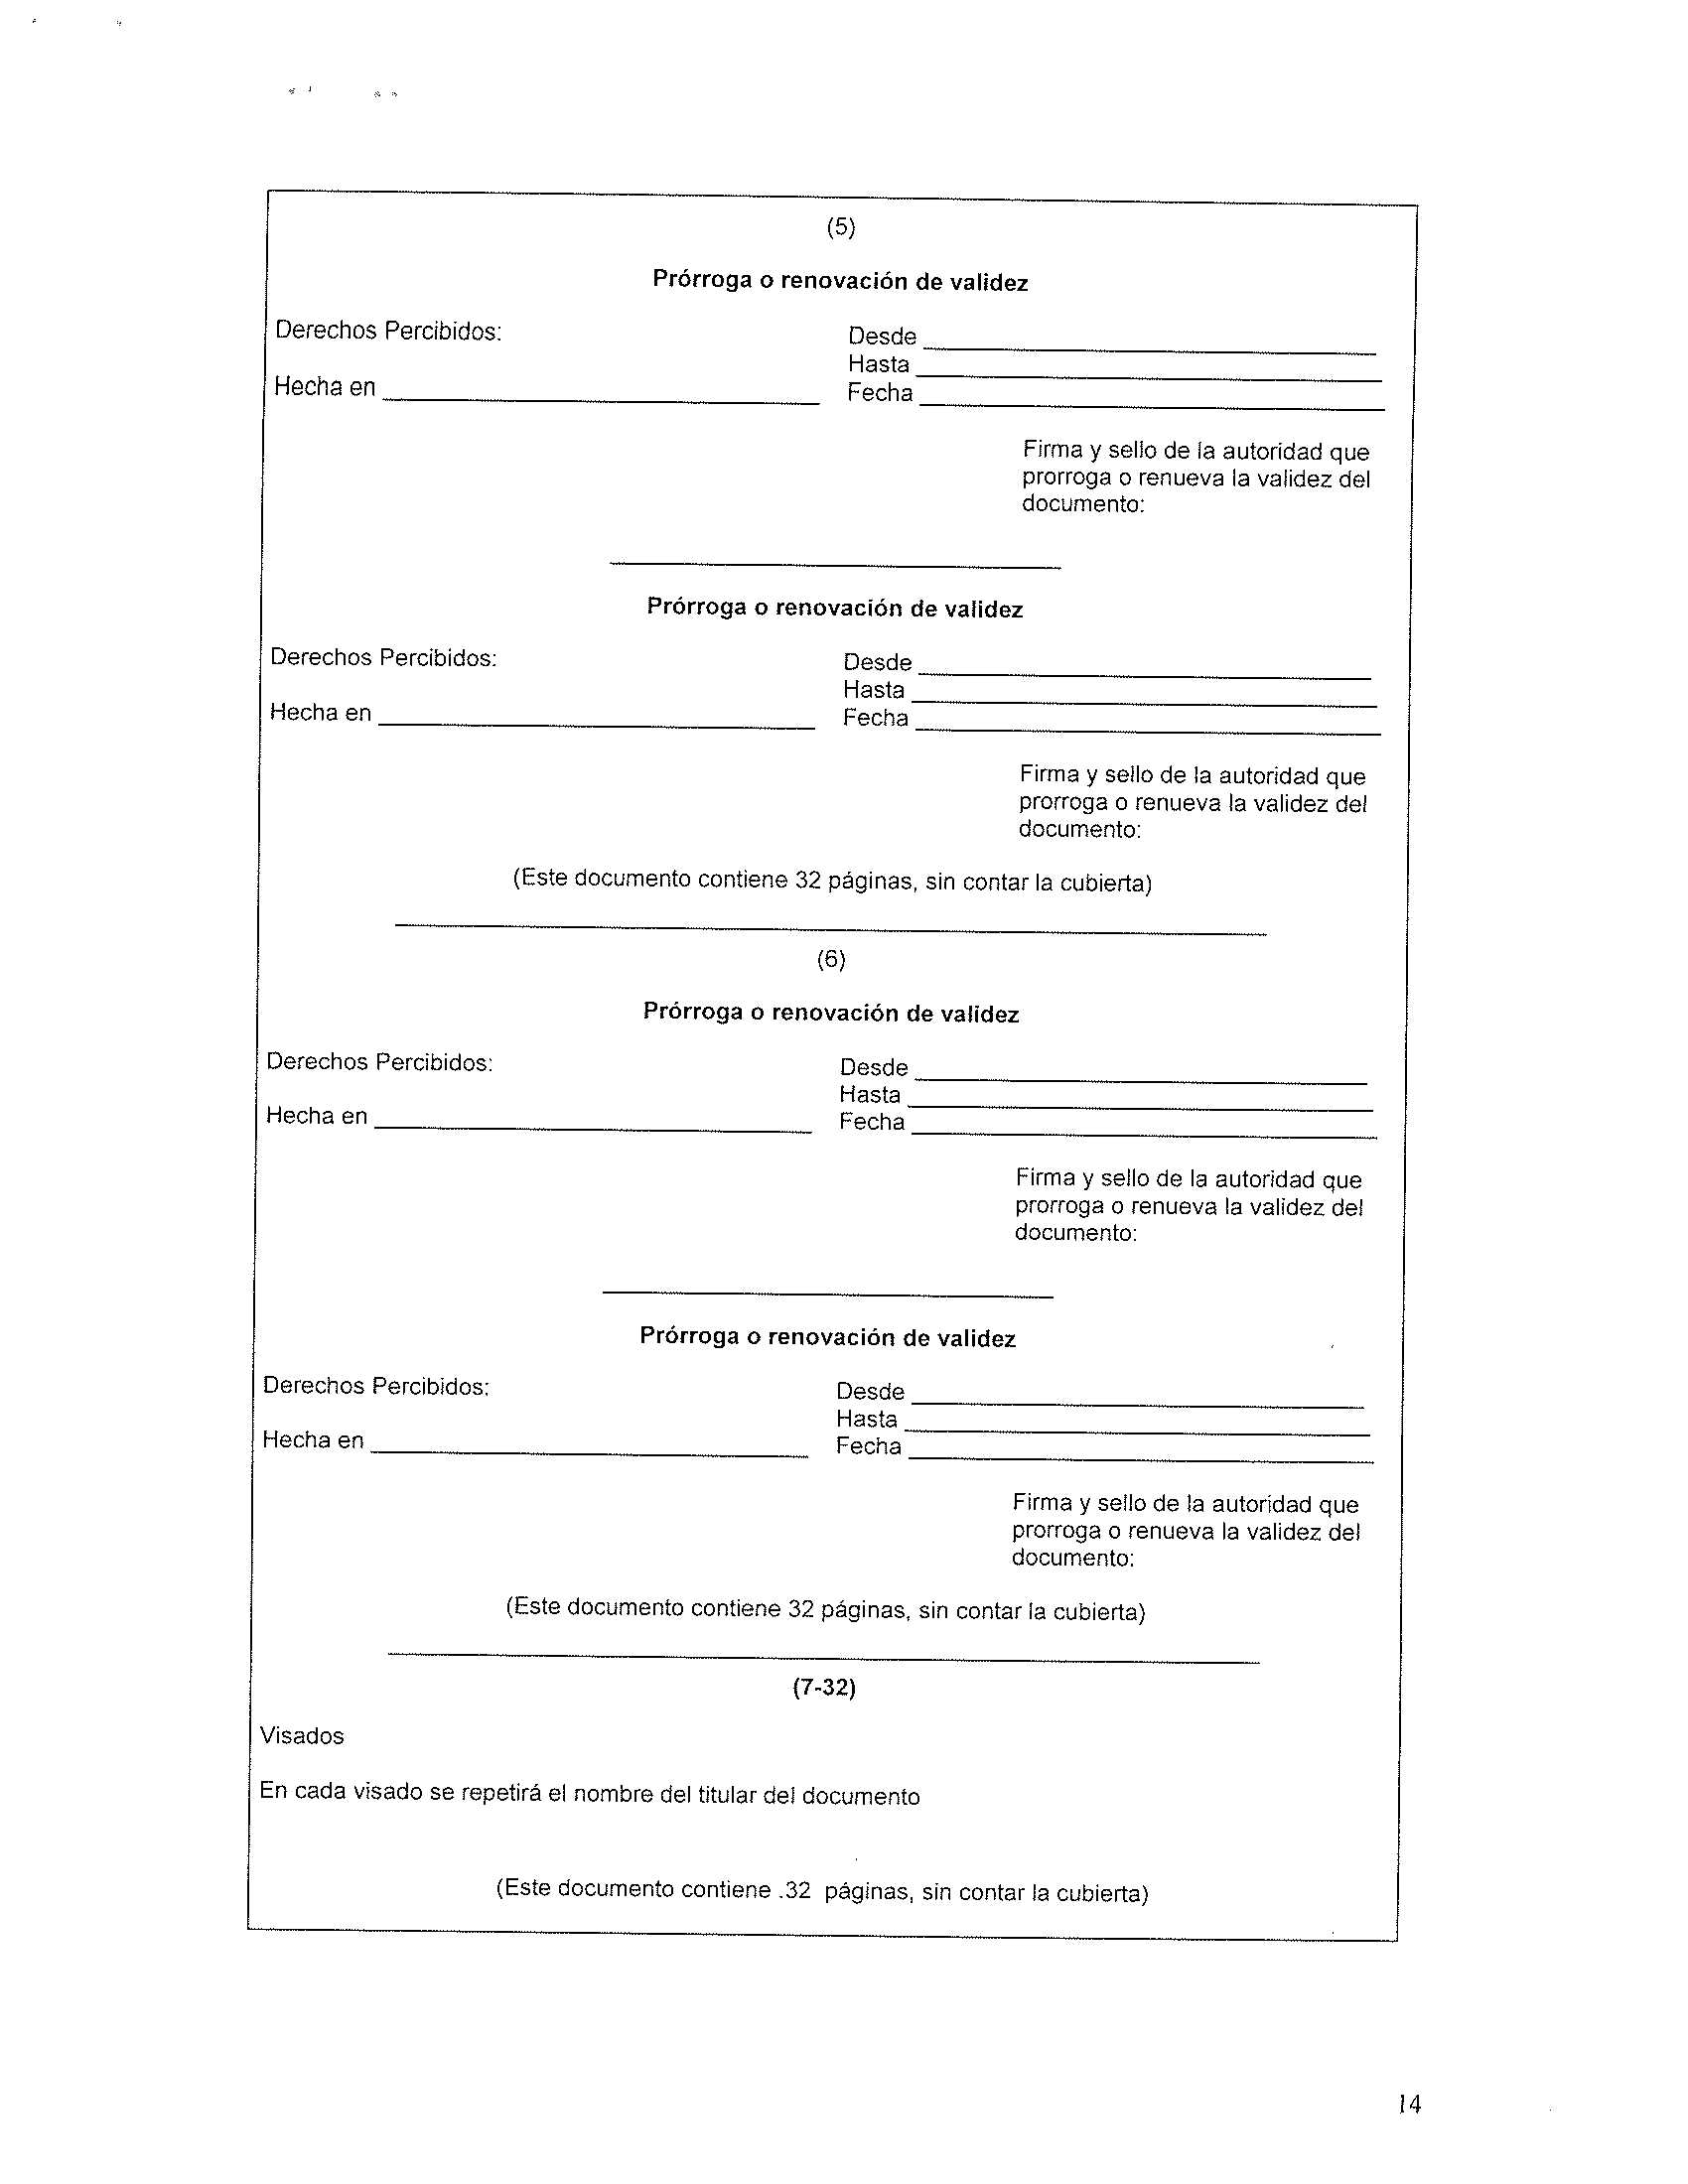 (5)
Prórroga o renovación de validez
Derechos Percibidos:
Desde
Hasta
Hecha en
Fecha
Firma y sello de la autoridad que
prorroga o renueva la validez del
documento:
Prórroga o renovación de validez
Derechos Percibidos:
Desde
Hasta
Hecha en
Fecha
Firma y sello de la autoridad que
prorroga o renueva la validez del
documento:
(Este documento contiene 32 páginas, sin contar la cubierta)
(6)
Prórroga o renovación de validez
Derechos Percibidos:
Desde
Hasta
Hecha en
Fecha
Firma y sello de la autoridad que
prorroga o renueva la validez del
documento:
Prórroga o renovación de validez
Derechos Percibidos:
Desde
Hasta
Hecha en
Fecha
Firma y sello de la autoridad que
prorroga o renueva la validez del
documento:
(Este documento contiene 32 páginas, sin contar la cubierta)
(7-32)
Visados
En cada visado se repetirá el nombre del titular del documento
(Este documento contiene .32 páginas, sin contar la cubierta)
14